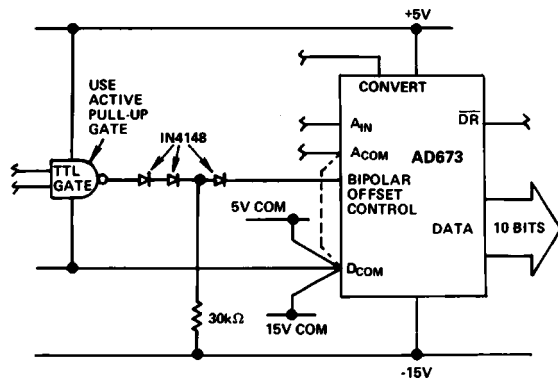 +5V
USE
ACTIVE
PULL-UP
GATE
CONVERT
IN4148
AIN
DR
ACOM
AD673
TTL
GATE
BIPOLAR
OFFSET
CONTROL
5V COM
DATA
10 BITS
DCOM
30kΩ
15V COM
-15V